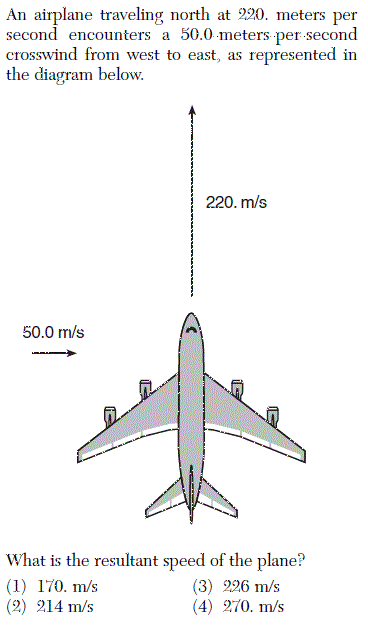 An airplane traveling north at 220. meters per
second encounters a 50.0 meters per second
crosswind from west to east, as represented in
the diagram below.
220. m/s
50.0 m/s
What is the resultant speed of the plane?
(1) 170. m/s (3) 226 m/s
(2) 214 m/s (4) 270. m/s